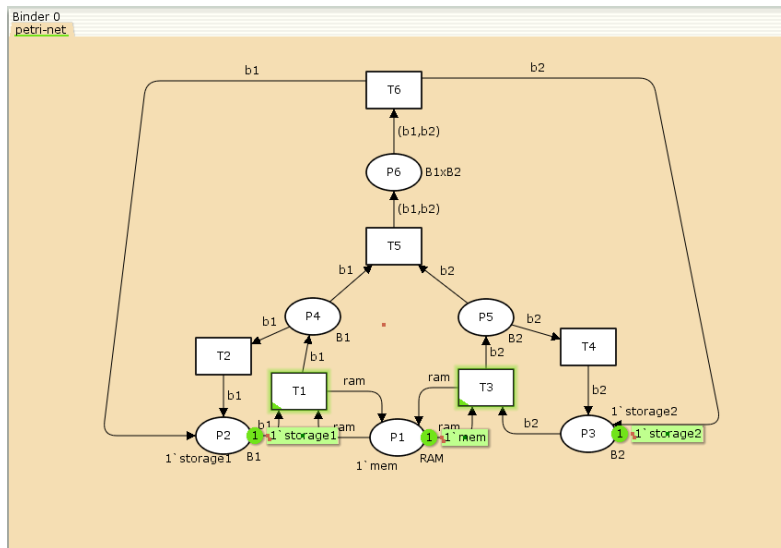 Binder 0
petri-net
b1
T6
b2
(b1,b2)
P6
B1xB2
(b1,b2)
T5
b1
b2
P4
B1
P5
B2
b1
b2
T2
T4
b1
b2
T1
ram
ram
T3
b1
b2
b1
ram
ram
b2
1`storage2
P2
1
1`storage1
P1
1
1`mem
P3
1
1`storage2
1`storage1
B1
1`mem
RAM
B2